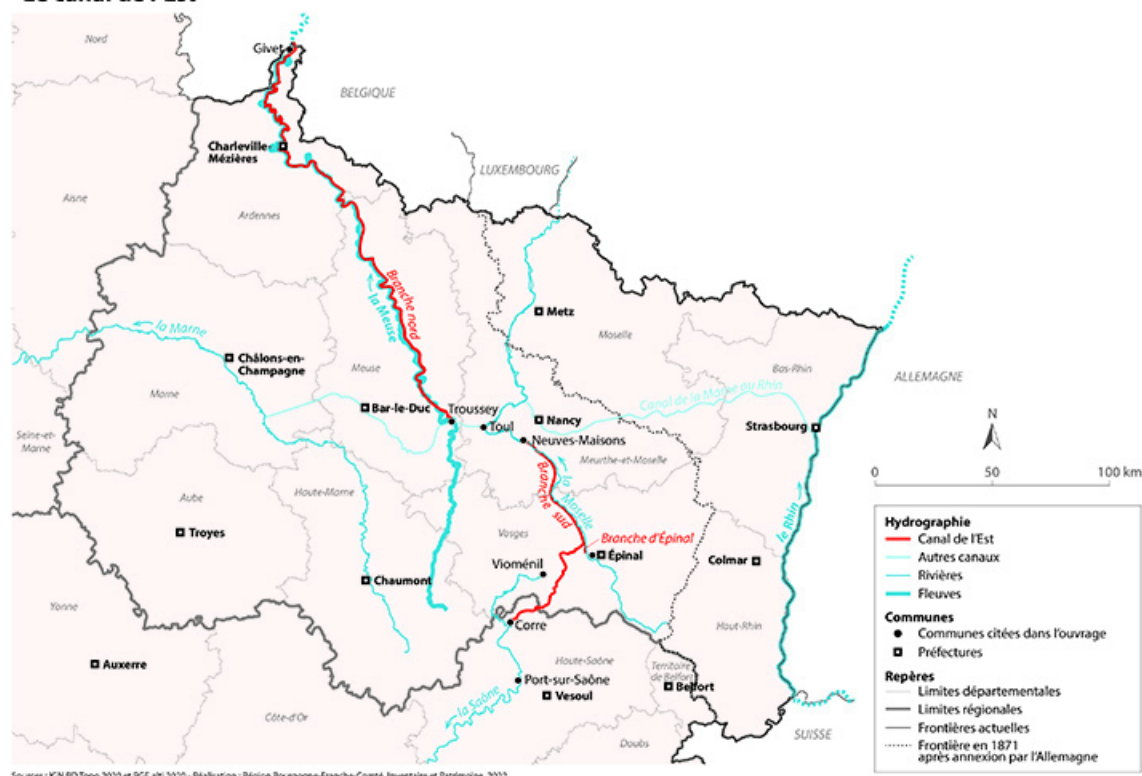 Le canal de l'Est
Nord
Givet
BELGIQUE
Charleville-
Mézières
LUXEMBOURG
Aisne
Ardennes
Branche nord
la Meuse
Metz
Moselle
la Marne
Châlons-en-
Champagne
Meuse
Bas-Rhin
ALLEMAGNE
Marne
Bar-le-Duc
Troussey
Toul
Nancy
Canal de la Marne au Rhin
Strasbourg
Neuves-Maisons
Seine-et-
Marne
Meurthe-et-Moselle
Aube
Haute-Marne
Branche sud
la Moselle
le Rhin
Troyes
Vosges
Branche d'Épinal
Épinal
Colmar
Vioménil
Chaumont
Yonne
Corre
Haut-Rhin
Auxerre
Haute-Saône
Territoire
de Belfort
Port-sur-Saône
Belfort
Vesoul
la Saône
Côte-d'Or
Doubs
SUISSE
N
0 50 100 km
Hydrographie
Canal de l'Est
Autres canaux
Rivières
Fleuves
Communes
Communes citées dans l'ouvrage
Préfectures
Repères
Limites départementales
Limites régionales
Frontières actuelles
Frontière en 1871
après annexion par l'Allemagne